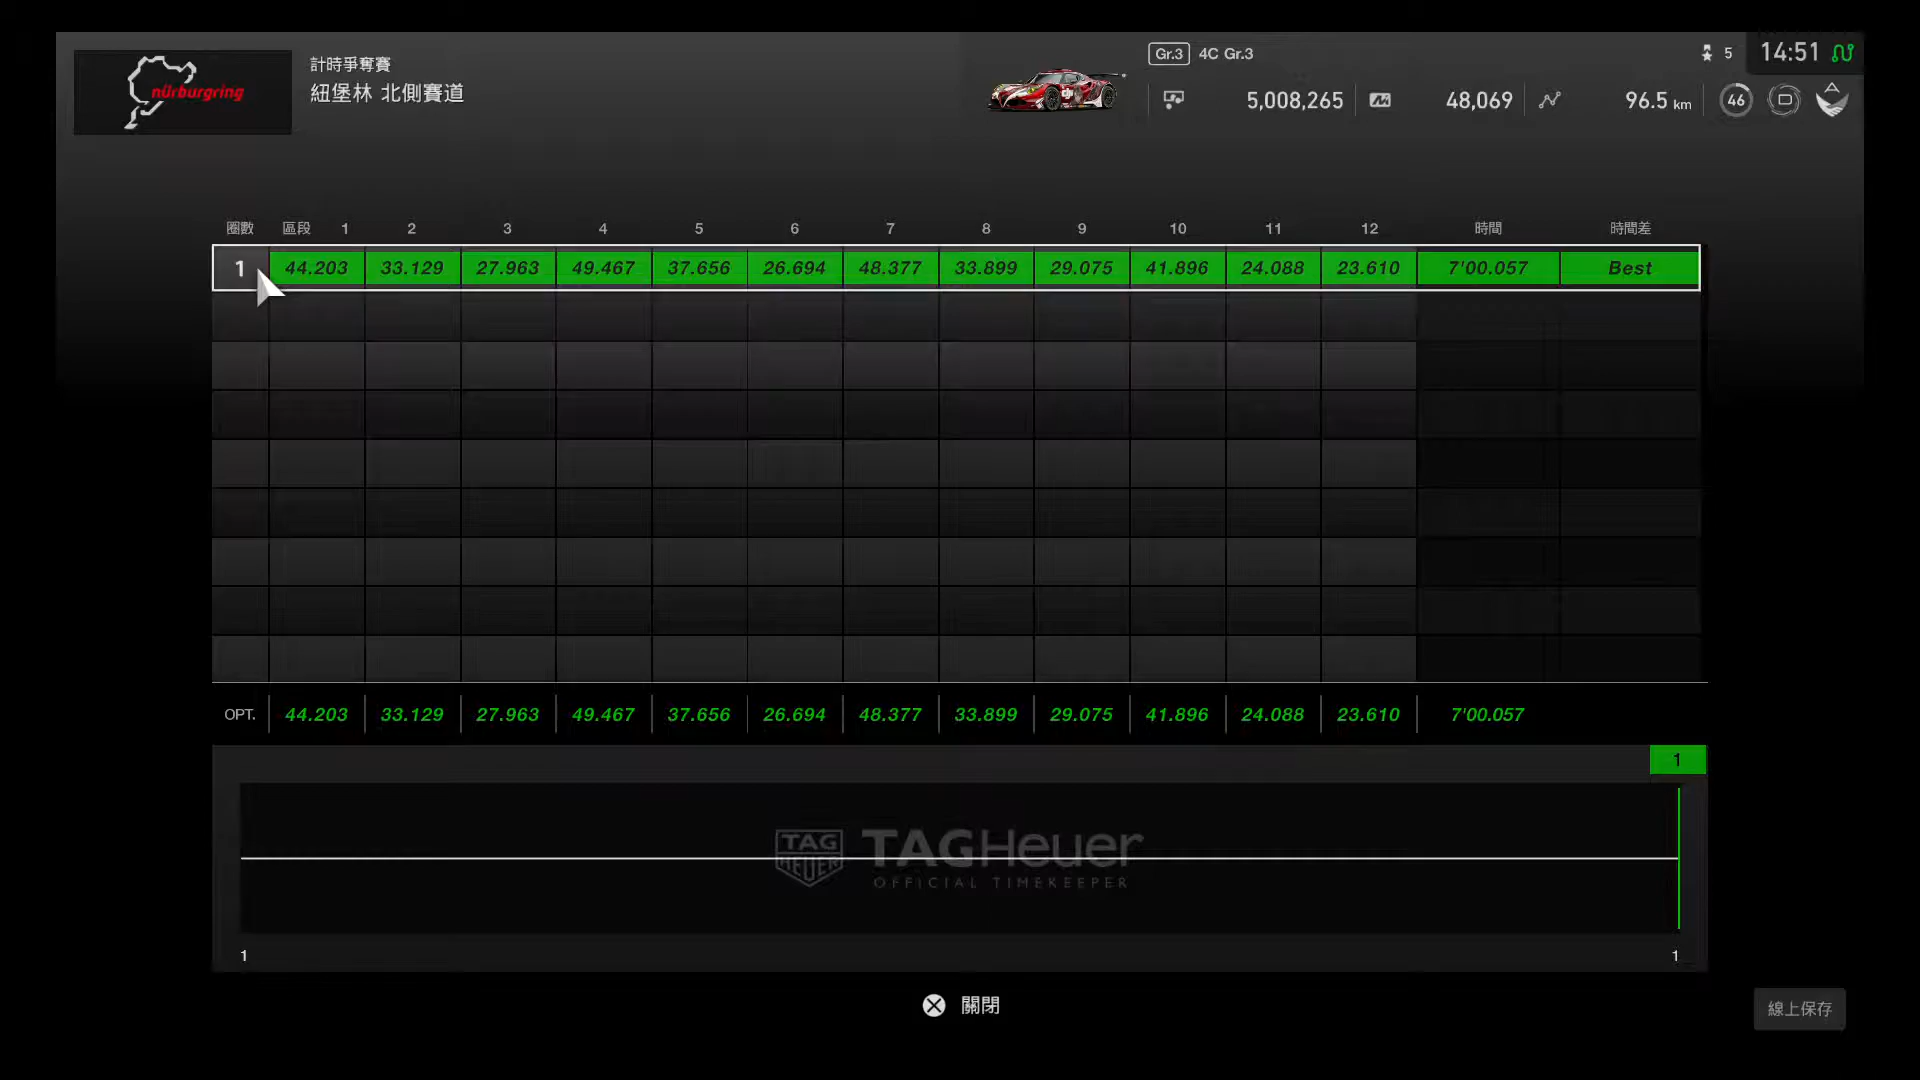 nürburgring
計時爭奪賽
紐堡林 北側賽道
Gr.3 4C Gr.3
5 14:51
5,008,265 48,069 96.5 km 46
圈數 區段 1 2 3 4 5 6 7 8 9 10 11 12 時間 時間差
1 44.203 33.129 27.963 49.467 37.656 26.694 48.377 33.899 29.075 41.896 24.088 23.610 7'00.057 Best
OPT. 44.203 33.129 27.963 49.467 37.656 26.694 48.377 33.899 29.075 41.896 24.088 23.610 7'00.057
1
TAG HEUER TAGHeuer
OFFICIAL TIMEKEEPER
1 1
關閉
線上保存